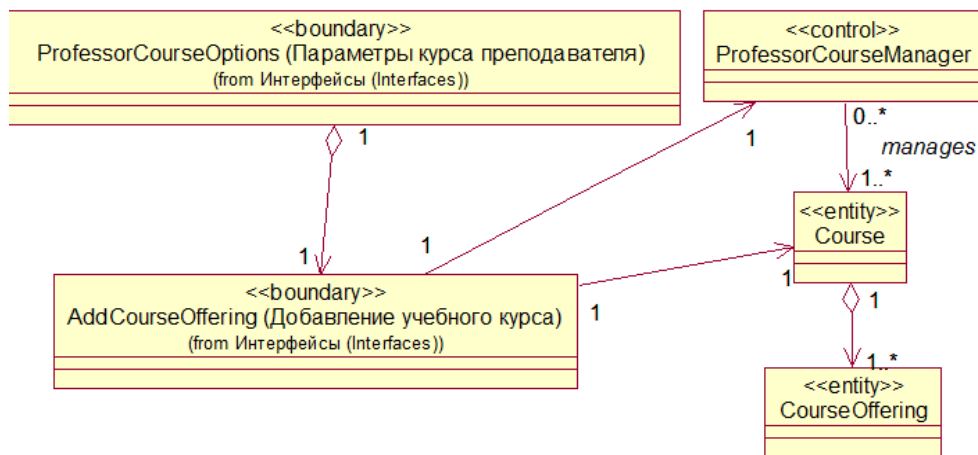 <<boundary>>
ProfessorCourseOptions (Параметры курса преподавателя)
(from Интерфейсы (Interfaces))
<<control>>
ProfessorCourseManager
1
1
0..*
manages
1..*
<<entity>>
Course
1
1
1
1
1
<<boundary>>
AddCourseOffering (Добавление учебного курса)
(from Интерфейсы (Interfaces))
1..*
<<entity>>
CourseOffering